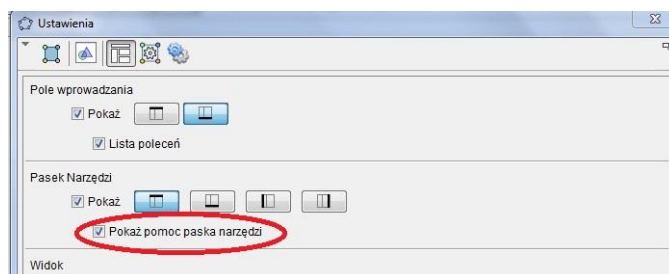 Ustawienia
Pole wprowadzania
Pokaż
Lista poleceń
Pasek Narzędzi
Pokaż
Pokaż pomoc paska narzędzi
Widok